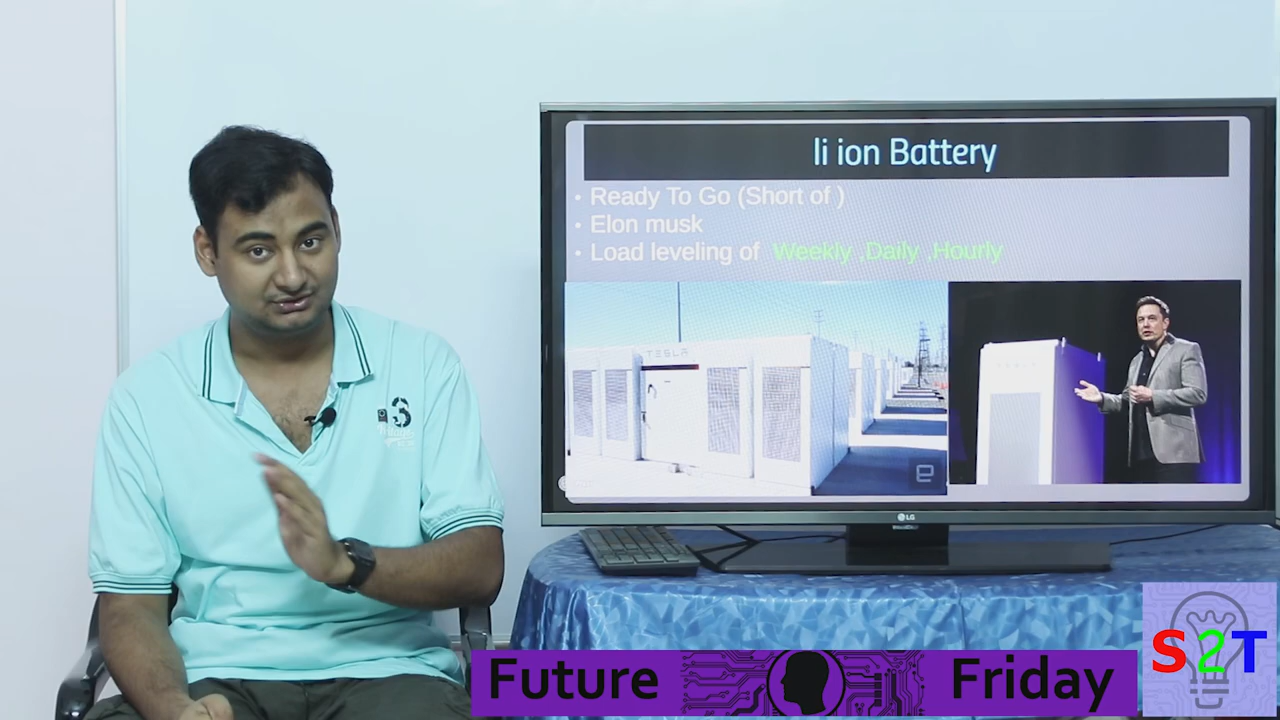 li ion Battery
• Ready To Go (Short of )
• Elon musk
• Load leveling of Weekly ,Daily ,Hourly
TESLA
e
LG
3
Future Friday
S2T